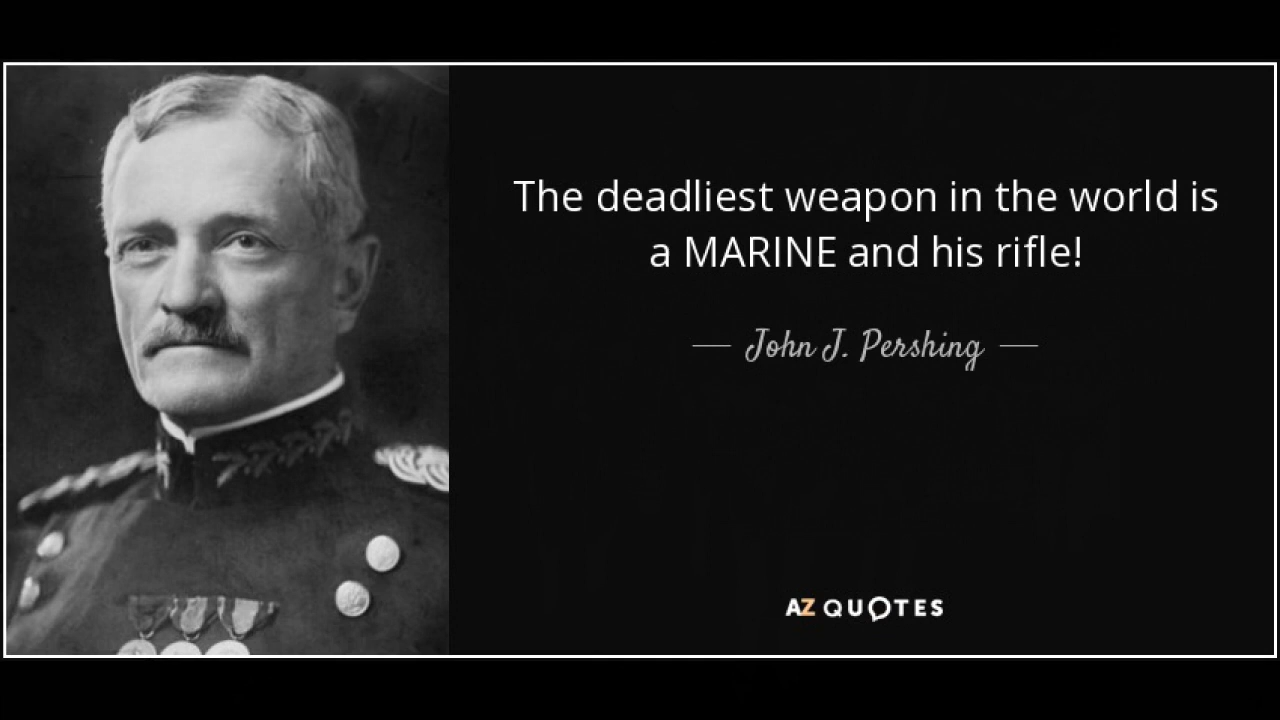 The deadliest weapon in the world is
a MARINE and his rifle!
John J. Pershing
AZ QUOTES